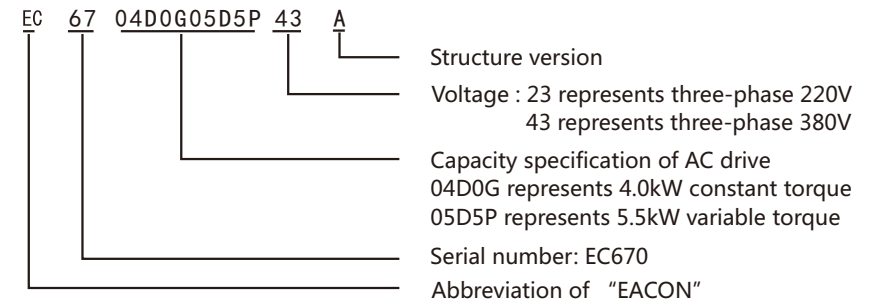 EC 67 04D0G05D5P 43 A
Structure version
Voltage : 23 represents three-phase 220V
43 represents three-phase 380V
Capacity specification of AC drive
04D0G represents 4.0kW constant torque
05D5P represents 5.5kW variable torque
Serial number: EC670
Abbreviation of “EACON”